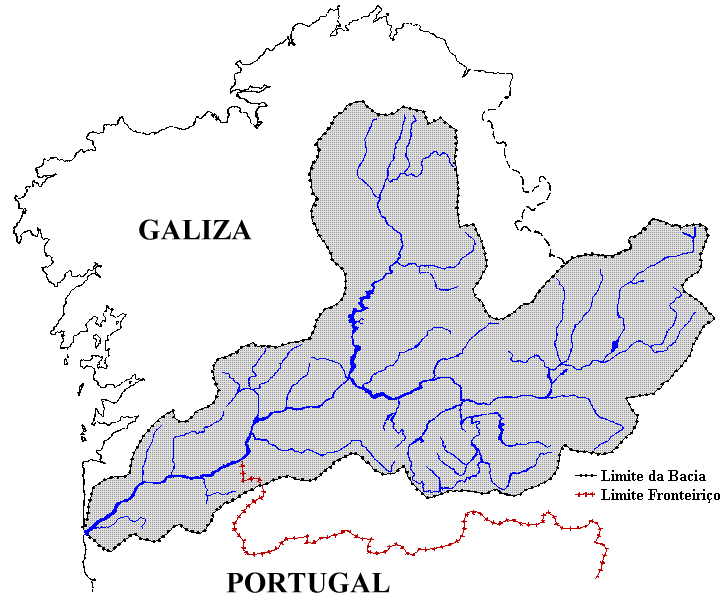 GALIZA
Limite da Bacia
Limite Fronteiriço
PORTUGAL